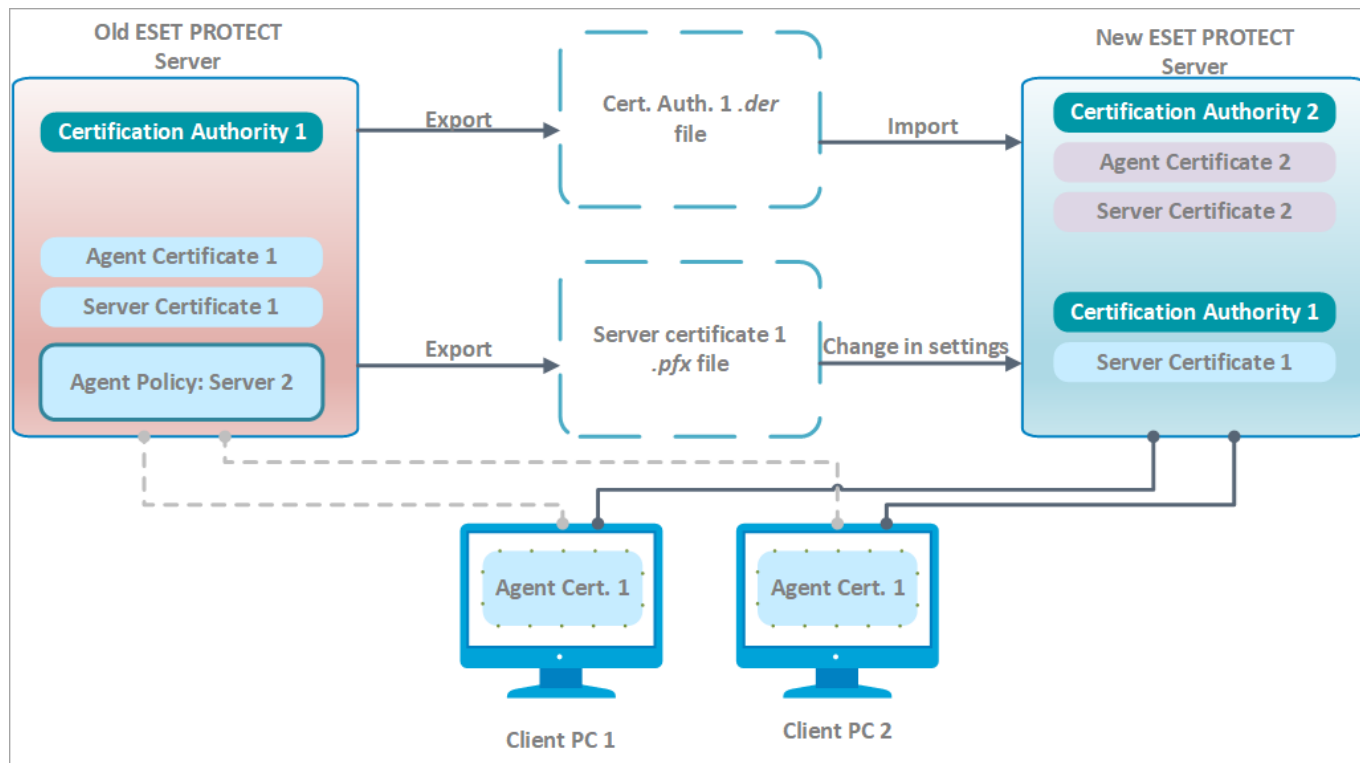 Old ESET PROTECT
Server
Certification Authority 1
Agent Certificate 1
Server Certificate 1
Agent Policy: Server 2
Export
Cert. Auth. 1 .der
file
Import
Export
Server certificate 1
.pfx file
Change in settings
New ESET PROTECT
Server
Certification Authority 2
Agent Certificate 2
Server Certificate 2
Certification Authority 1
Server Certificate 1
Agent Cert. 1
Client PC 1
Agent Cert. 1
Client PC 2